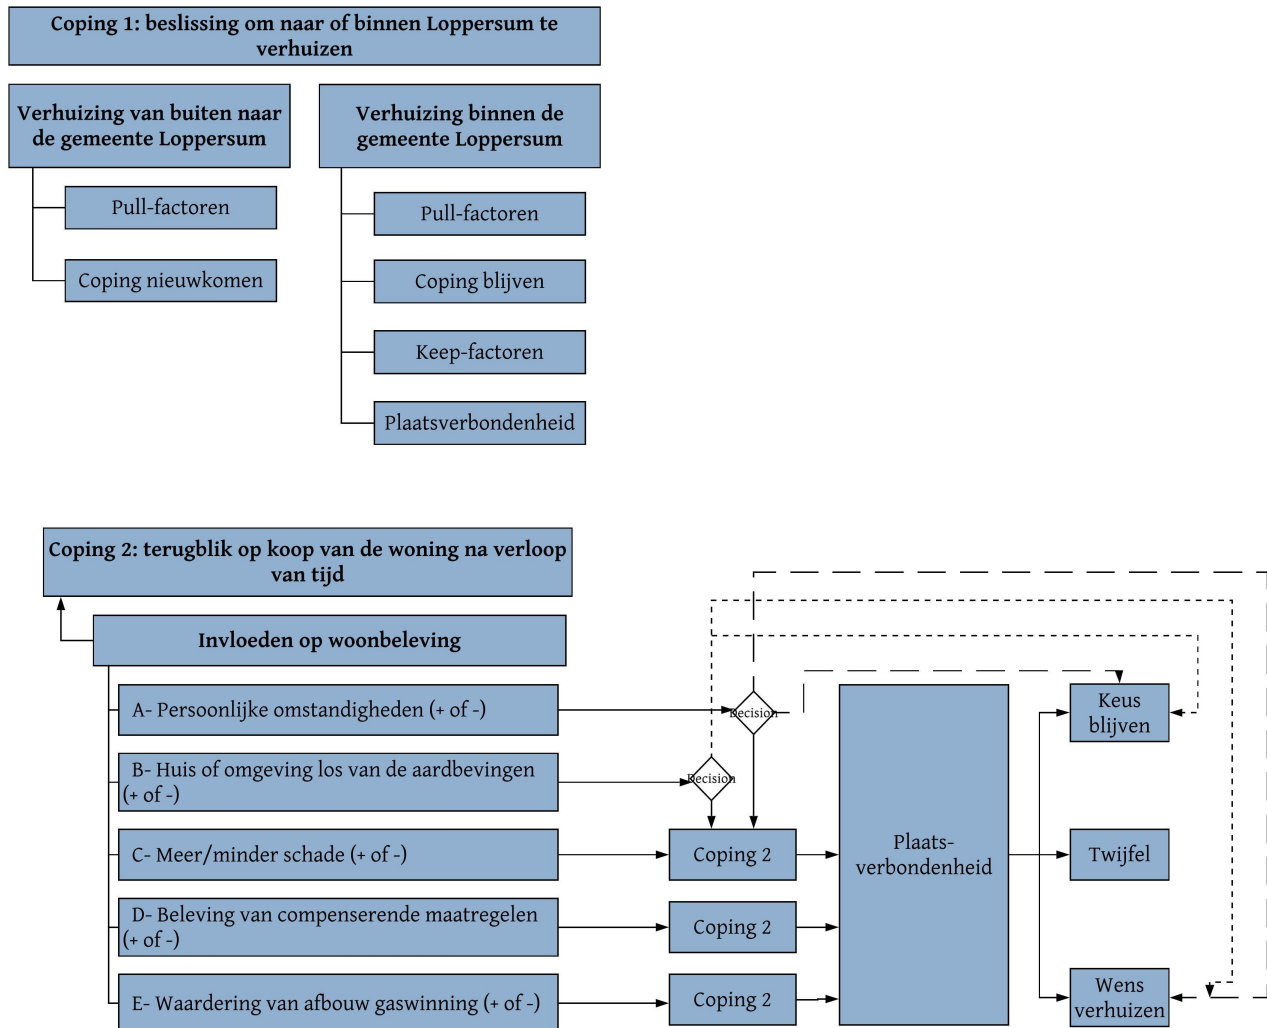 Coping 1: beslissing om naar of binnen Loppersum te
verhuizen
Verhuizing van buiten naar
de gemeente Loppersum
Pull-factoren
Coping nieuwkomen
Verhuizing binnen de
gemeente Loppersum
Pull-factoren
Coping blijven
Keep-factoren
Plaatsverbondenheid
Coping 2: terugblik op koop van de woning na verloop
van tijd
Invloeden op woonbeleving
A- Persoonlijke omstandigheden (+ of -)
Decision
B- Huis of omgeving los van de aardbevingen
(+ of -)
Decision
C- Meer/minder schade (+ of -)
Coping 2
D- Beleving van compenserende maatregelen
(+ of -)
Coping 2
E- Waardering van afbouw gaswinning (+ of -)
Coping 2
Plaats-
verbondenheid
Keus
blijven
Twijfel
Wens
verhuizen